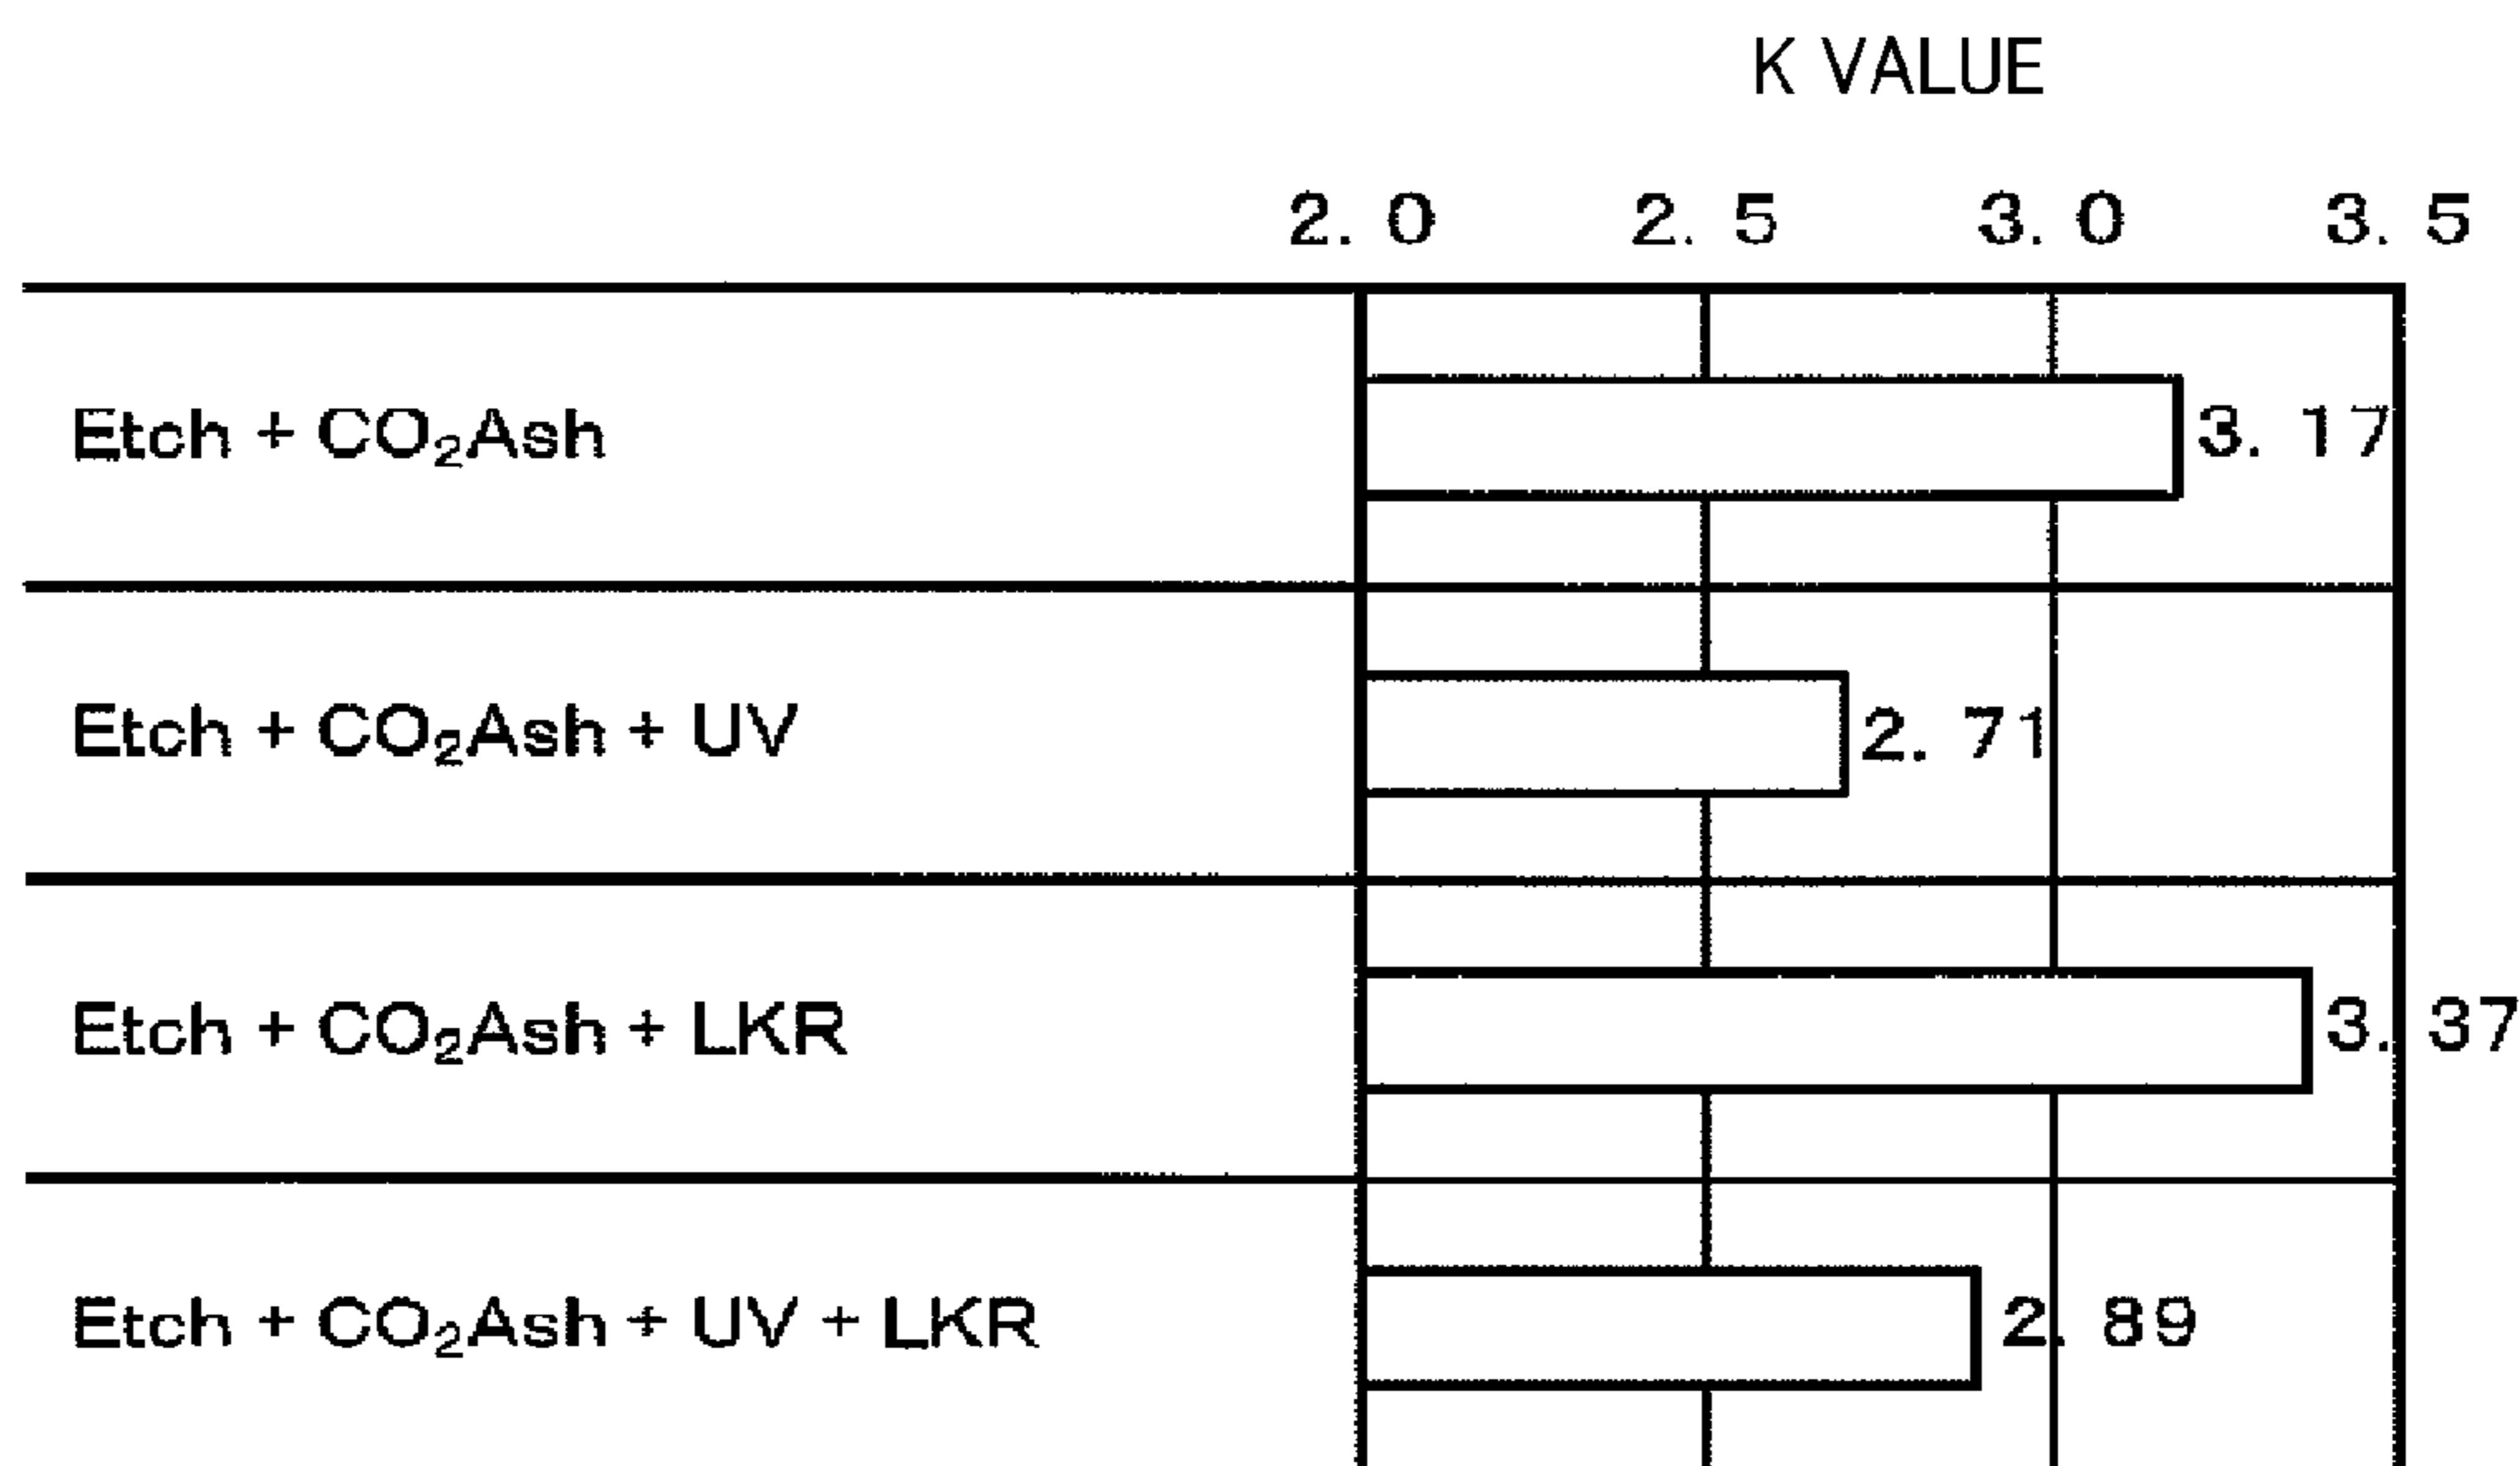 K VALUE
2.0 2.5 3.0 3.5
Etch + CO₂Ash 3.17
Etch + CO₂Ash + UV 2.71
Etch + CO₂Ash + LKR 3.37
Etch + CO₂Ash + UV + LKR 2.89